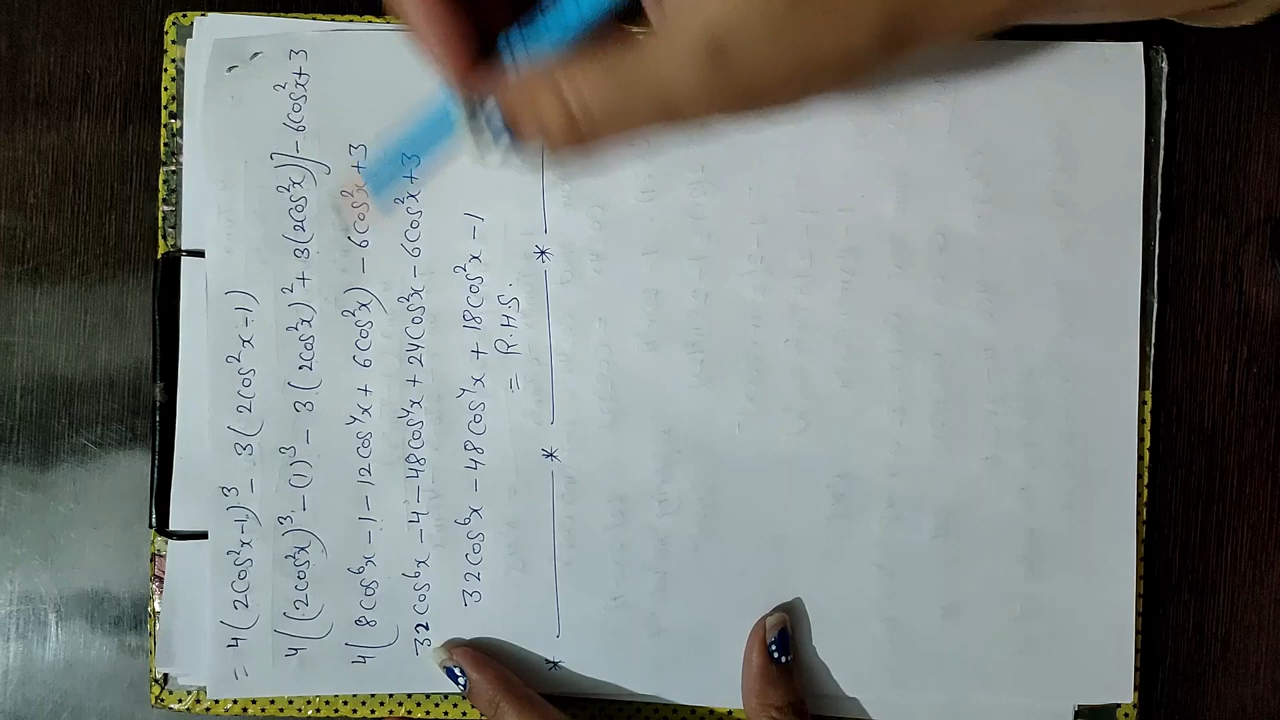 = 4(2cos²x-1)³ - 3(2cos²x-1)
4((2cos²x)³ - (1)³ - 3(2cos²x)² + 3(2cos²x)] - 6cos²x+3
4(8cos⁶x - 1 - 12cos⁴x + 6cos²x) - 6cos²x+3
32cos⁶x - 4 - 48cos⁴x + 24cos²x - 6cos²x+3
32cos⁶x - 48cos⁴x + 18cos²x - 1
= R.H.S.